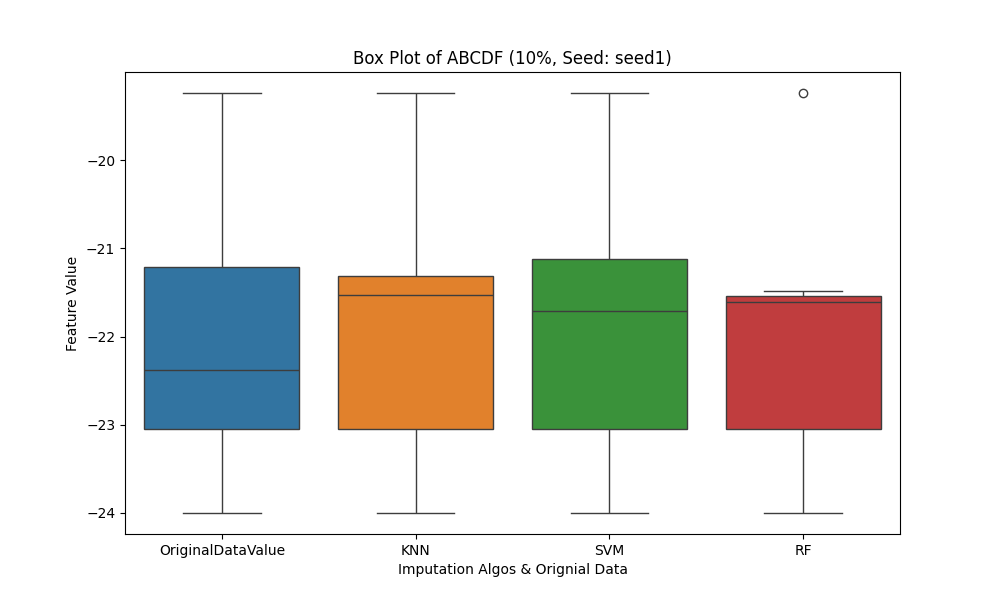 Box Plot of ABCDF (10%, Seed: seed1)
Feature Value
−20
−21
−22
−23
−24
OriginalDataValue KNN SVM RF
Imputation Algos & Orignial Data